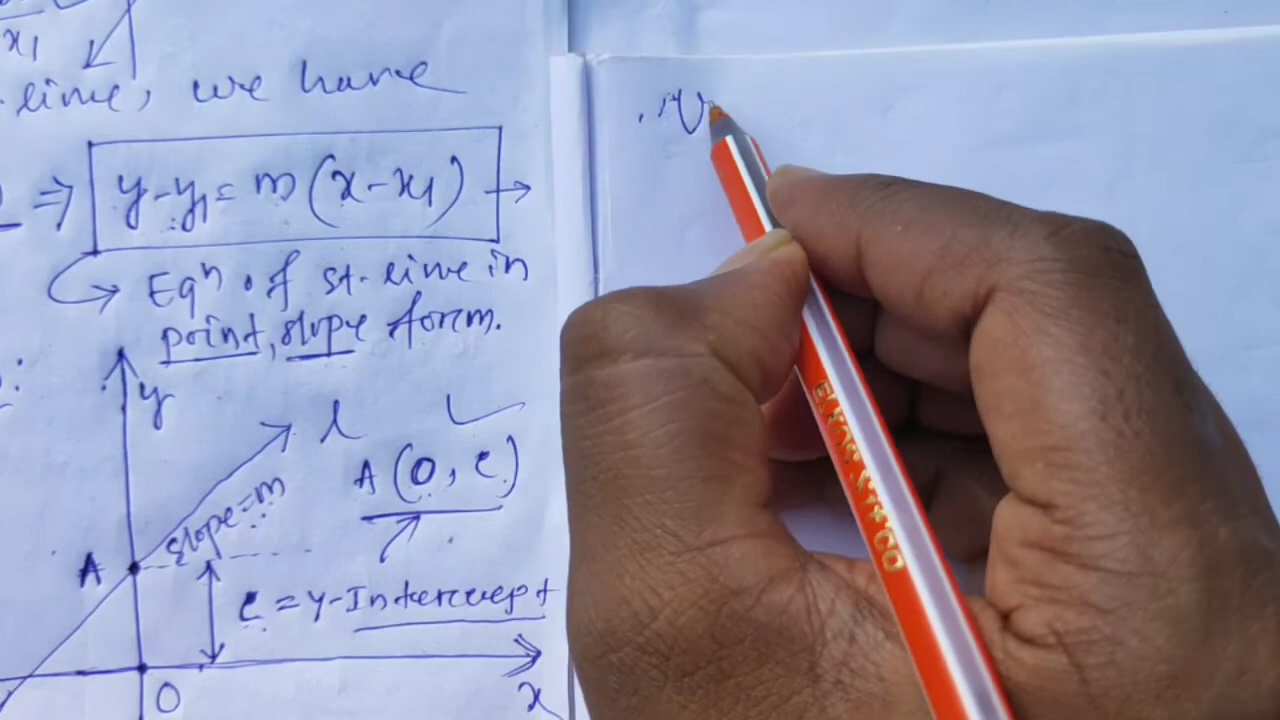 x₁
line, we have
⇒ y-y₁ = m(x-x₁) →
↳ Eqⁿ of st. line in
point, slope form.
:
y
l
A (0, c)
slope=m
A
c = y-Intercept
O
x